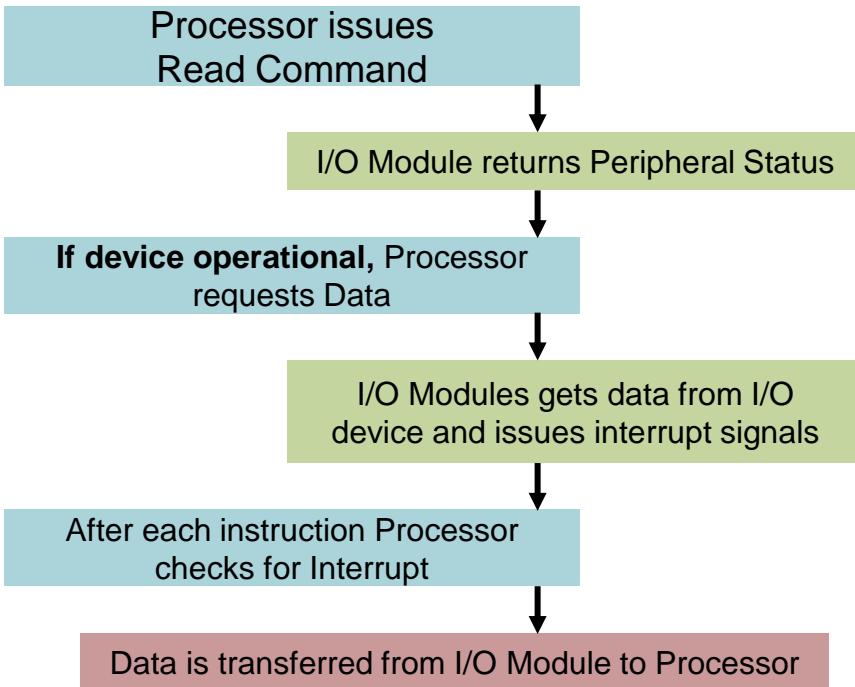 Processor issues
Read Command
I/O Module returns Peripheral Status
If device operational, Processor
requests Data
I/O Modules gets data from I/O
device and issues interrupt signals
After each instruction Processor
checks for Interrupt
Data is transferred from I/O Module to Processor